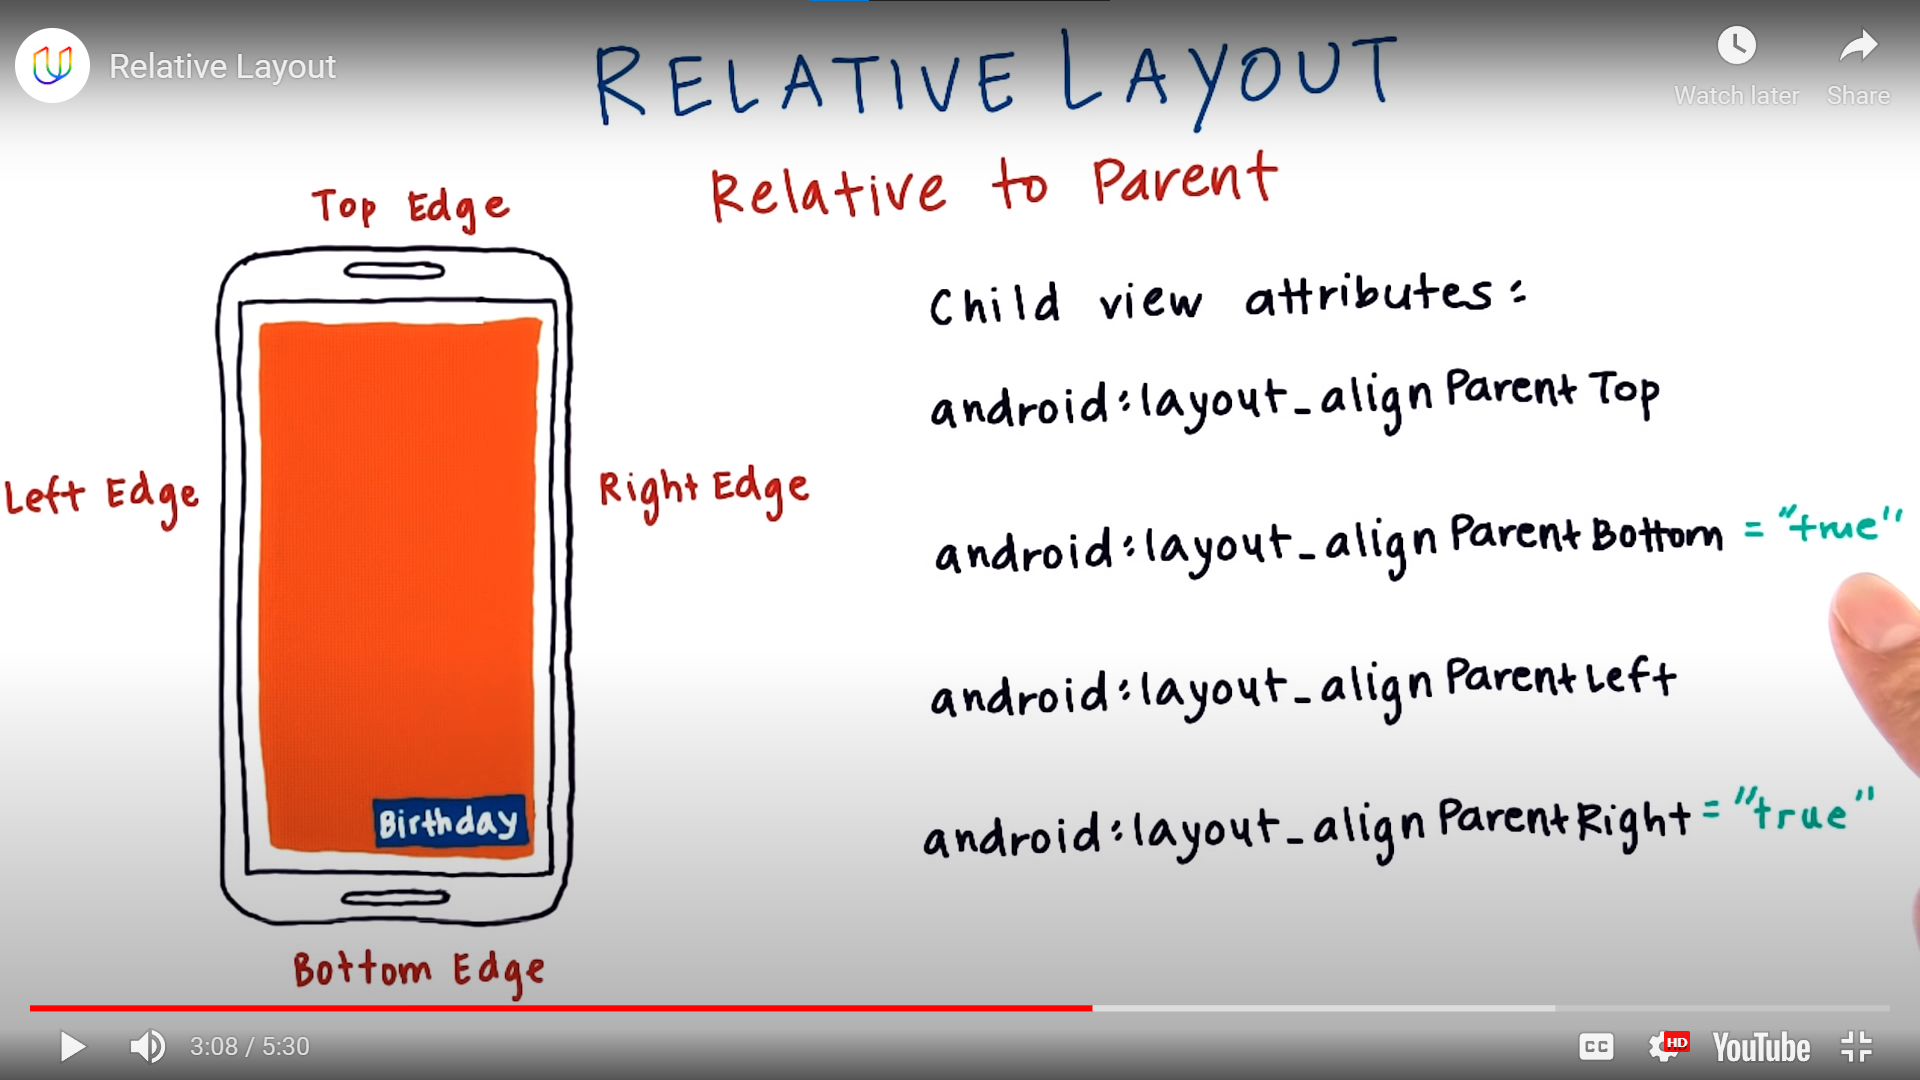 Relative Layout
RELATIVE LAYOUT
Watch later
Share
Relative to Parent
Top Edge
Left Edge
Right Edge
Birthday
Bottom Edge
Child view attributes:
android:layout_alignParentTop
android:layout_alignParentBottom = "true"
android:layout_alignParentLeft
android:layout_alignParentRight = "true"
3:08 / 5:30
CC
HD
YouTube